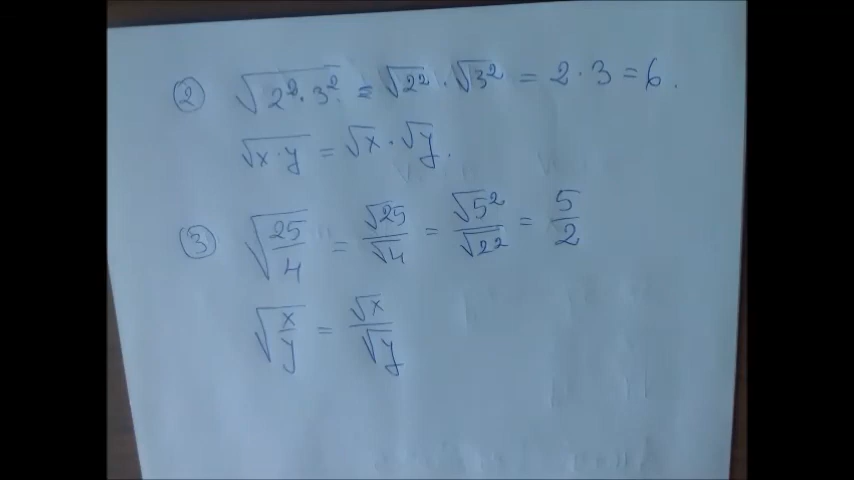 ② √(2²·3²) = √2² · √3² = 2 · 3 = 6.
√(x·y) = √x · √y.
③ √(25/4) = √25/√4 = √5²/√2² = 5/2
√(x/y) = √x/√y